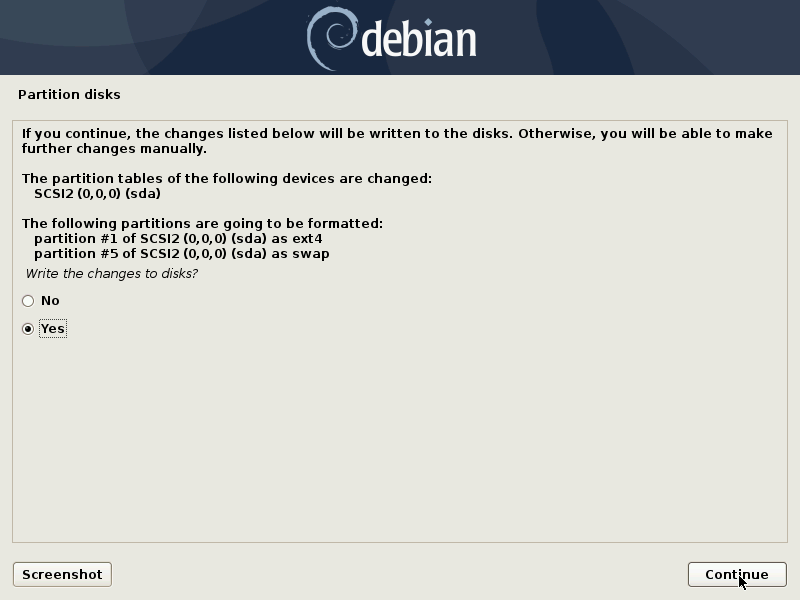 debian
Partition disks
If you continue, the changes listed below will be written to the disks. Otherwise, you will be able to make
further changes manually.
The partition tables of the following devices are changed:
SCSI2 (0,0,0) (sda)
The following partitions are going to be formatted:
partition #1 of SCSI2 (0,0,0) (sda) as ext4
partition #5 of SCSI2 (0,0,0) (sda) as swap
Write the changes to disks?
No
Yes
Screenshot
Continue